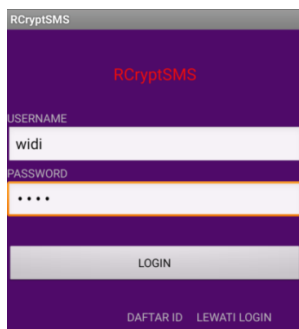 RCryptSMS
RCryptSMS
USERNAME
widi
PASSWORD
••••
LOGIN
DAFTAR ID LEWATI LOGIN